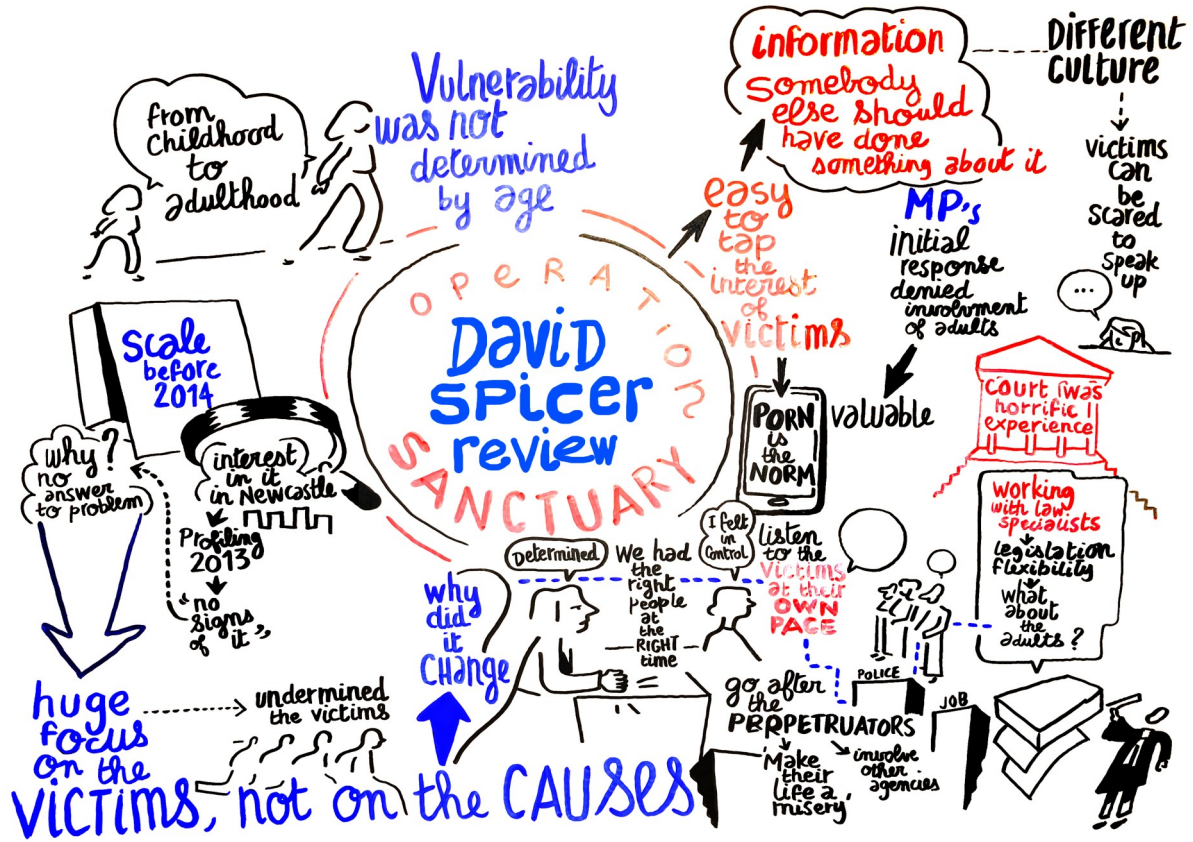 from
childhood
to
adulthood
Vulnerability
was not
determined
by age
information
Somebody
else should
have done
something about it
Different
culture
victims
can
be
scared
to
speak
up
...
easy
to
tap
the
interest
of
victims
MP's
initial
response
denied
involvment
of adults
valuable
PORN
is
the
NORM
OPERATION
SANCTUARY
David
spicer
review
Scale
before
2014
why?
no
answer
to problem
interest
in it
in Newcastle
Profiling
2013
"no
signs
of it"
court was
horrific
experience
working
with law
specialists
legislation
flexibility
what
about
the
adults?
why
did
it
change
Determined
We had
the
right
people
at
the
RIGHT
time
I felt
in
control
listen
to the
victims
at their
OWN
PACE
POLICE
JOB
go after
the
PERPETRUATORS
Make
their
life a
misery
involve
other
agencies
huge
focus
on the
victims, not on the CAUSES
undermined
the victims